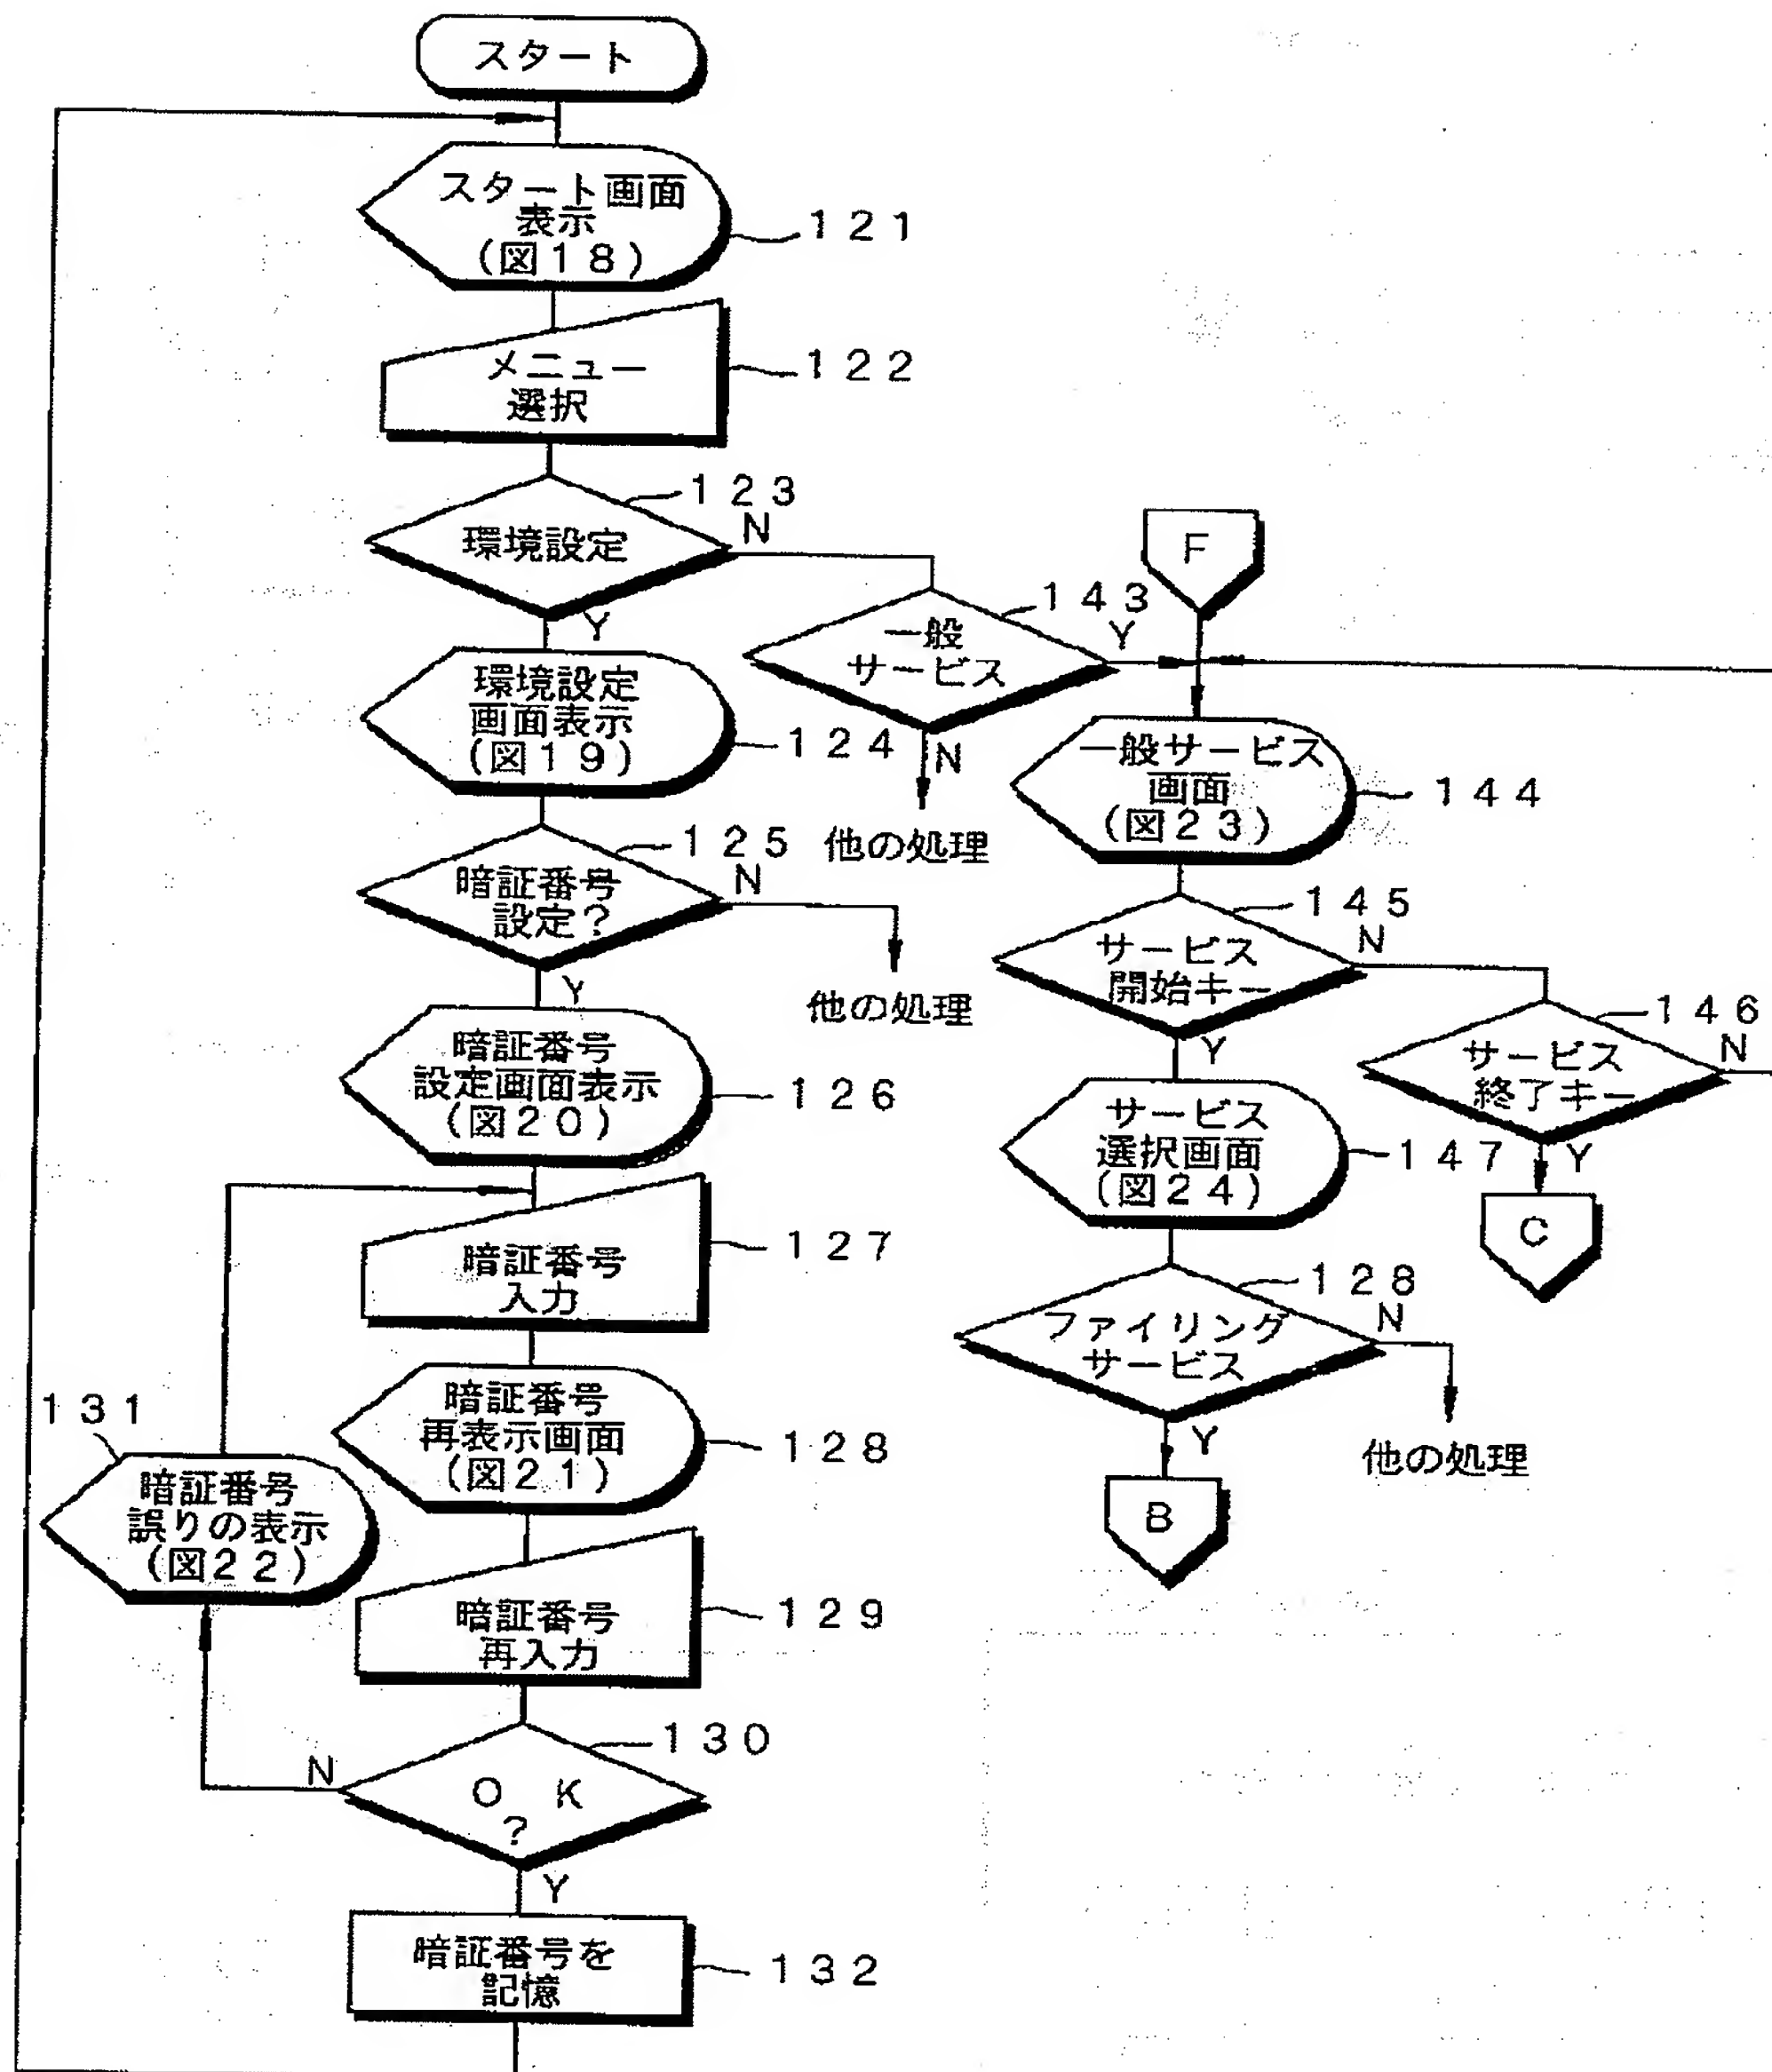 スタート
スタート画面
表示
(図18)
121
メニュー
選択
122
123
環境設定
N
Y
環境設定
画面表示
(図19)
124
125
暗証番号
設定?
N
他の処理
Y
暗証番号
設定画面表示
(図20)
126
暗証番号
入力
127
暗証番号
再表示画面
(図21)
128
131
暗証番号
誤りの表示
(図22)
暗証番号
再入力
129
130
N
O K
?
Y
暗証番号を
記憶
132
143
一般
サービス
Y
N
他の処理
F
一般サービス
画面
(図23)
144
145
サービス
開始キー
N
Y
146
サービス
終了キー
N
Y
C
サービス
選択画面
(図24)
147
128
ファイリング
サービス
N
他の処理
Y
B